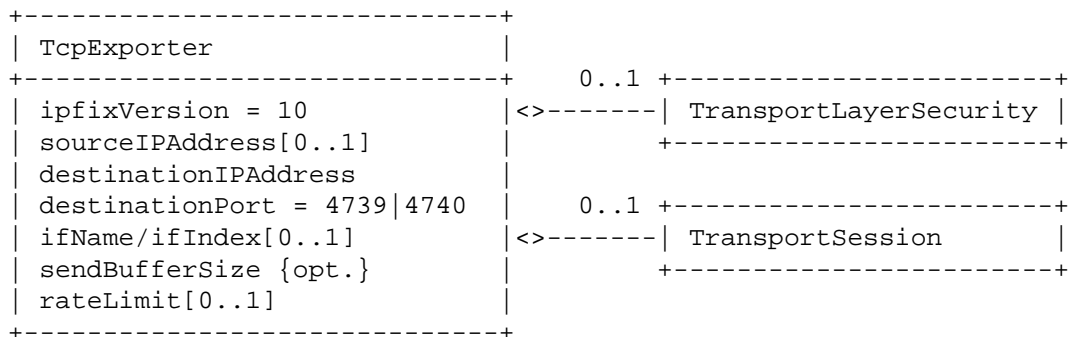 +------------------------------+
| TcpExporter                  |
+------------------------------+    0..1 +------------------------+
| ipfixVersion = 10            |<>-------| TransportLayerSecurity |
| sourceIPAddress[0..1]        |         +------------------------+
| destinationIPAddress         |
| destinationPort = 4739|4740  |    0..1 +------------------------+
| ifName/ifIndex[0..1]         |<>-------| TransportSession       |
| sendBufferSize {opt.}        |         +------------------------+
| rateLimit[0..1]              |
+------------------------------+